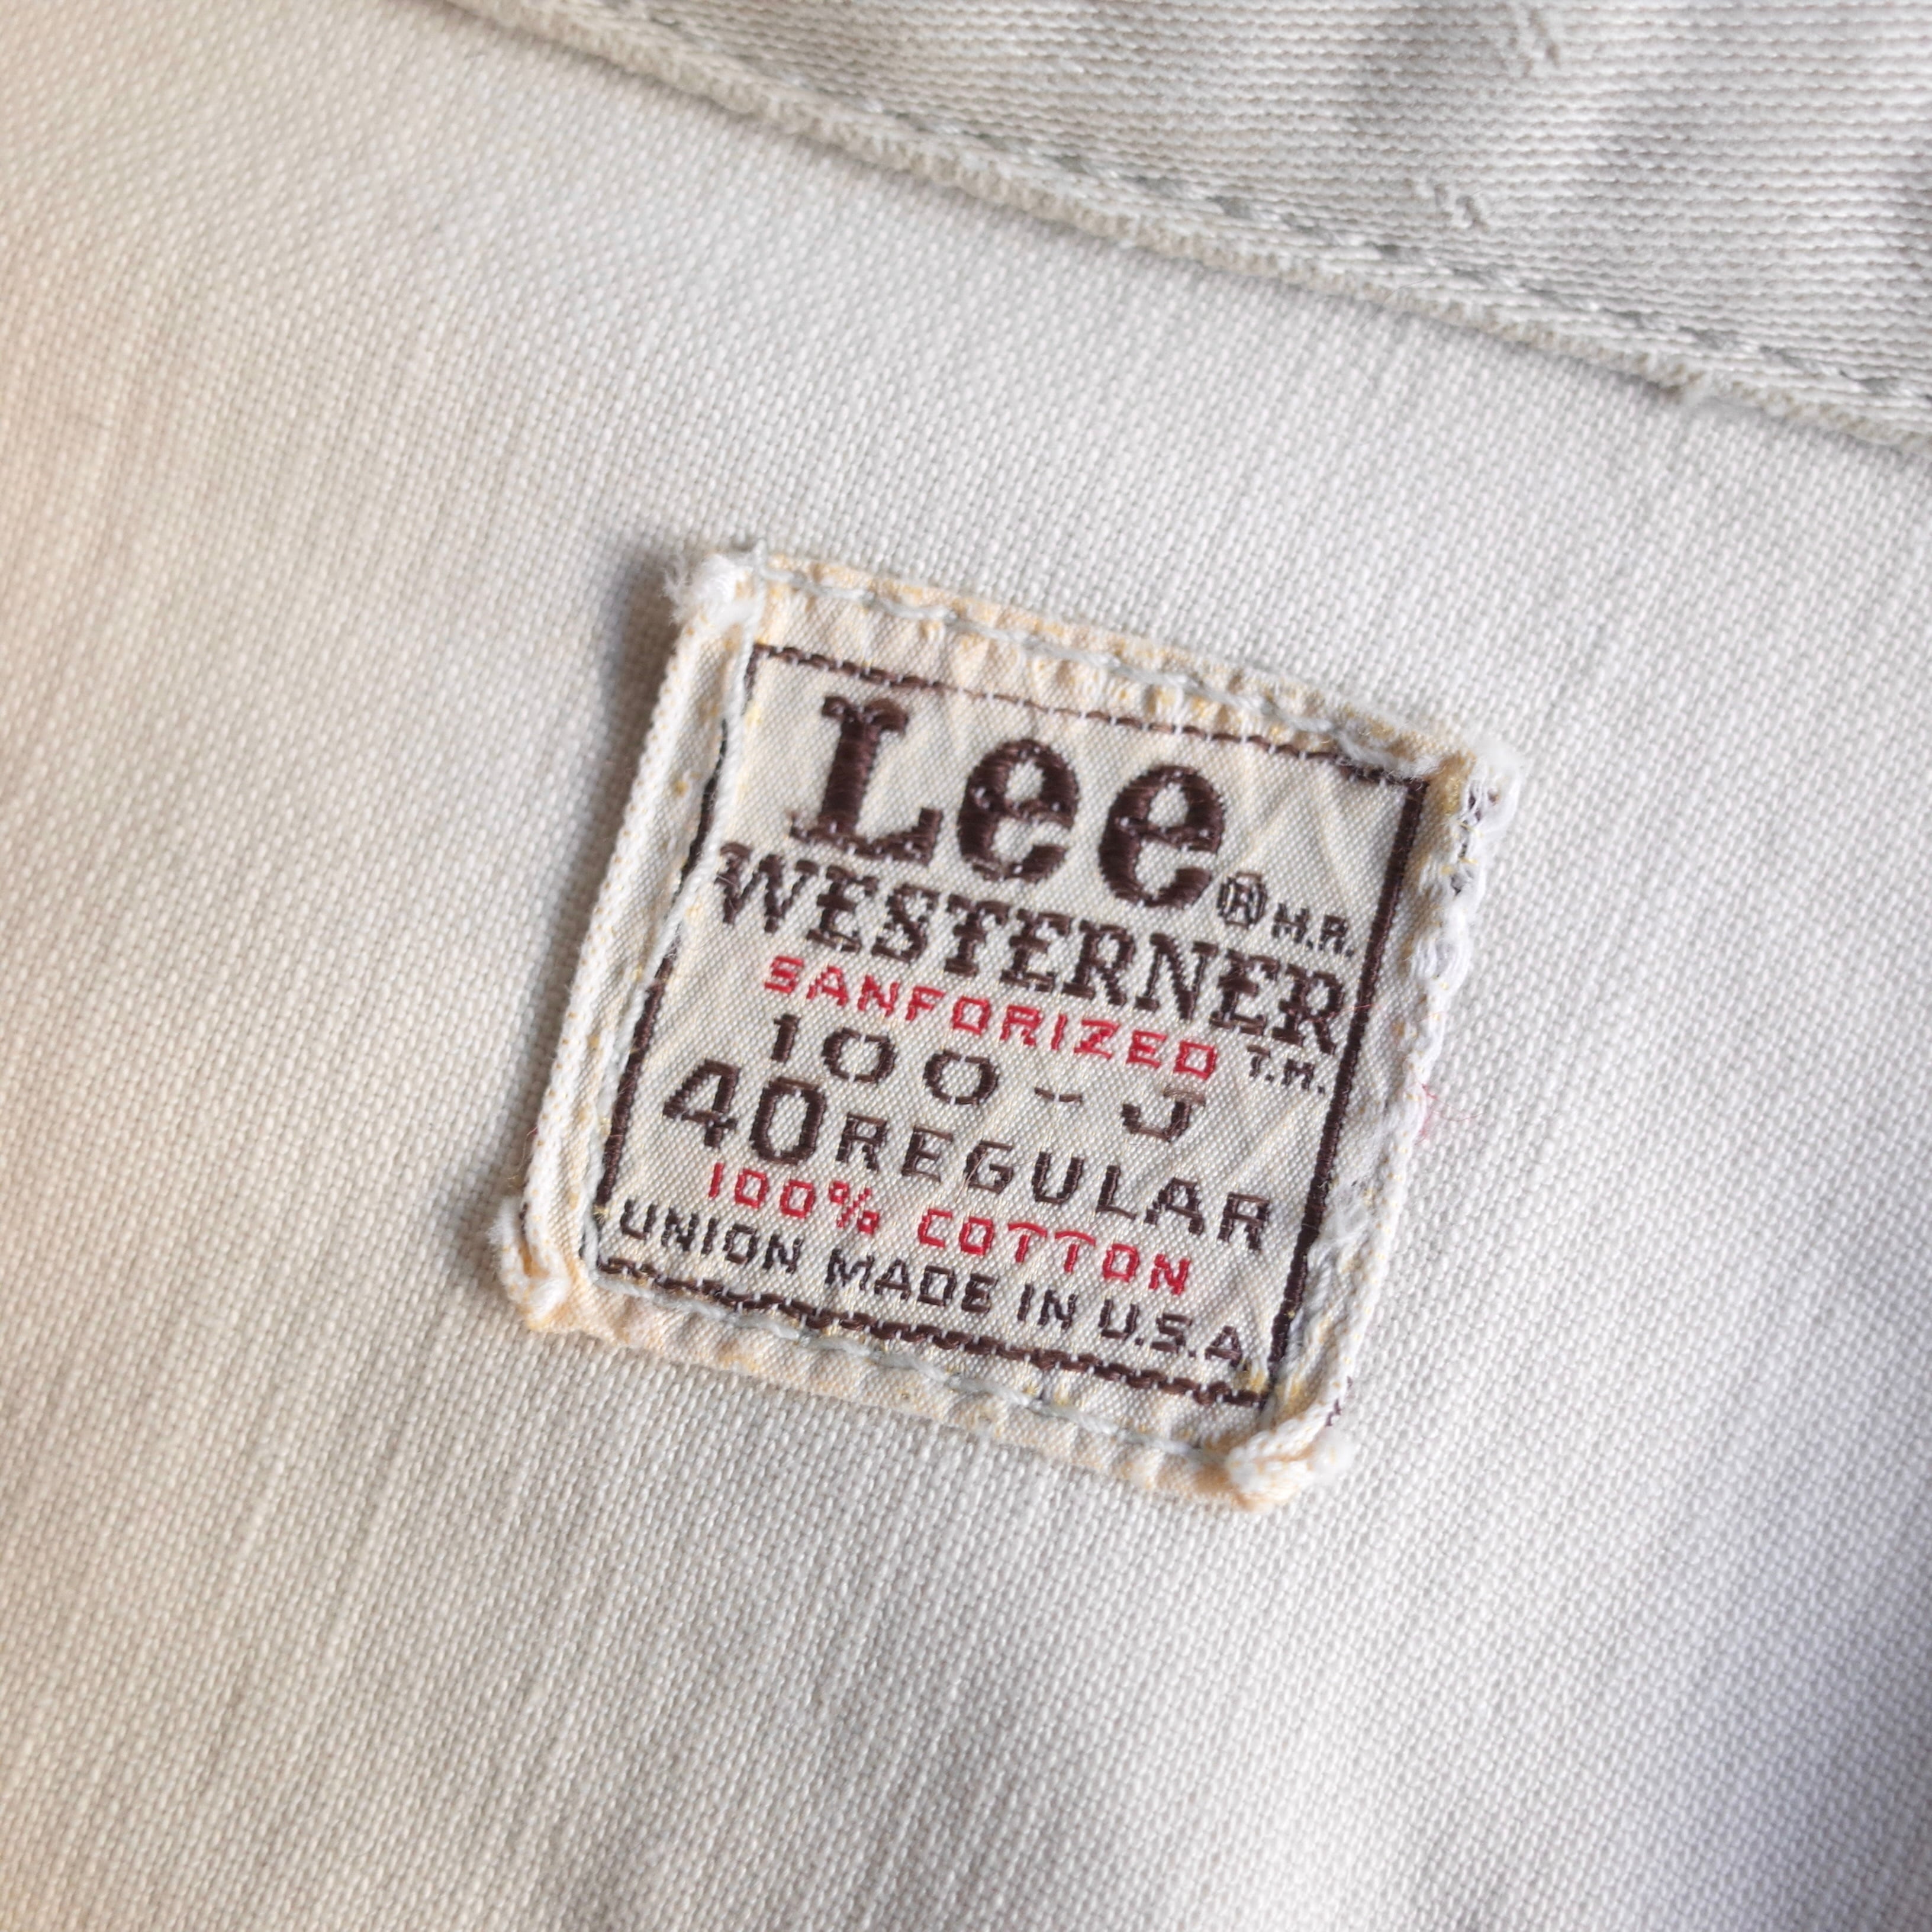 Lee ® M.R.
WESTERNER
SANFORIZED T.M.
100-J
40 REGULAR
100% COTTON
UNION MADE IN U.S.A.